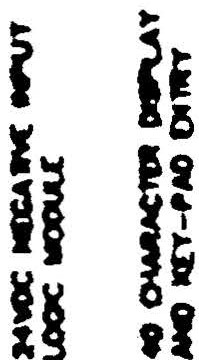 24VDC NEGATIVE INPUT
LOGIC MODULE
40 CHARACTER DISPLAY
AND KEY-PAD ENTRY